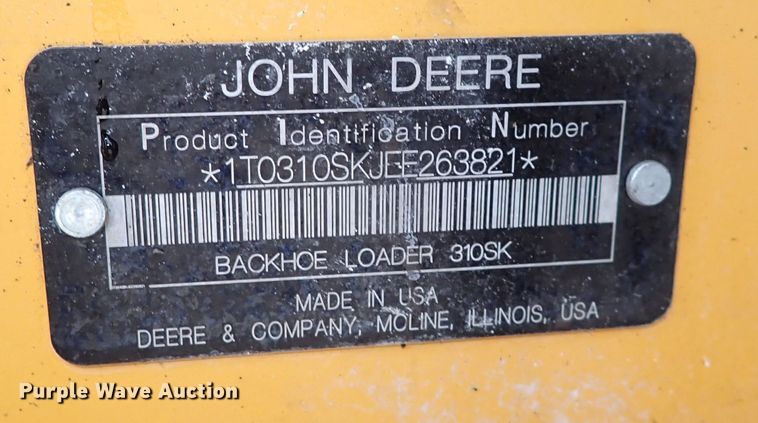 JOHN DEERE
Product Identification Number
*1T0310SKJEE263821*
BACKHOE LOADER 310SK
MADE IN USA
DEERE & COMPANY, MOLINE, ILLINOIS, USA
Purple Wave Auction